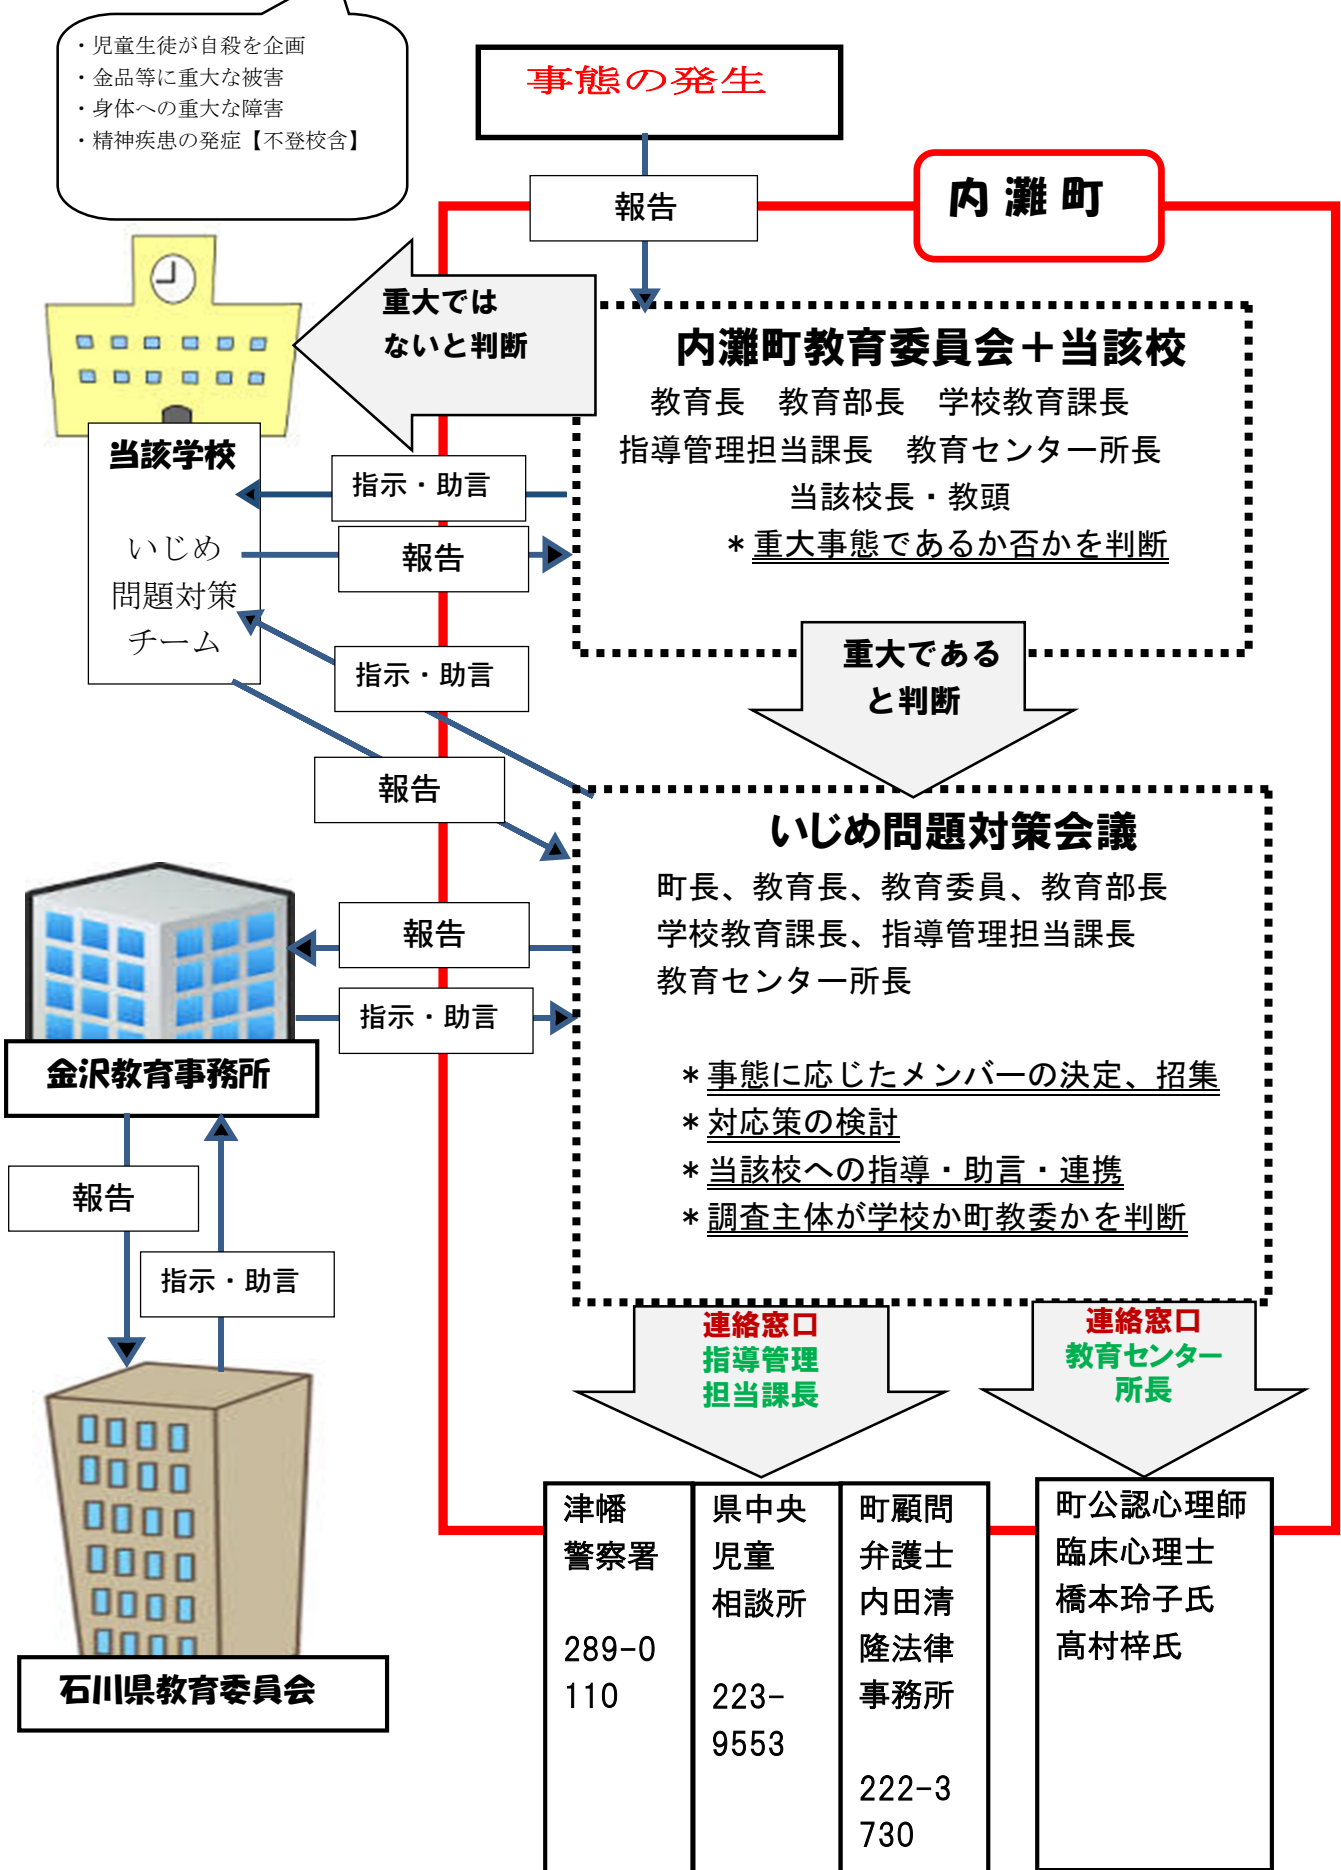 ・児童生徒が自殺を企画
・金品等に重大な被害
・身体への重大な障害
・精神疾患の発症【不登校含】
事態の発生
報告
内灘町
重大では
ないと判断
内灘町教育委員会＋当該校
教育長　教育部長　学校教育課長
指導管理担当課長　教育センター所長
当該校長・教頭
＊重大事態であるか否かを判断
当該学校
いじめ
問題対策
チーム
指示・助言
報告
指示・助言
報告
重大である
と判断
いじめ問題対策会議
町長、教育長、教育委員、教育部長
学校教育課長、指導管理担当課長
教育センター所長
＊事態に応じたメンバーの決定、招集
＊対応策の検討
＊当該校への指導・助言・連携
＊調査主体が学校か町教委かを判断
報告
指示・助言
金沢教育事務所
報告
指示・助言
石川県教育委員会
連絡窓口
指導管理
担当課長
連絡窓口
教育センター
所長
津幡
警察署
289-0
110
県中央
児童
相談所
223-
9553
町顧問
弁護士
内田清
隆法律
事務所
222-3
730
町公認心理師
臨床心理士
橋本玲子氏
髙村梓氏